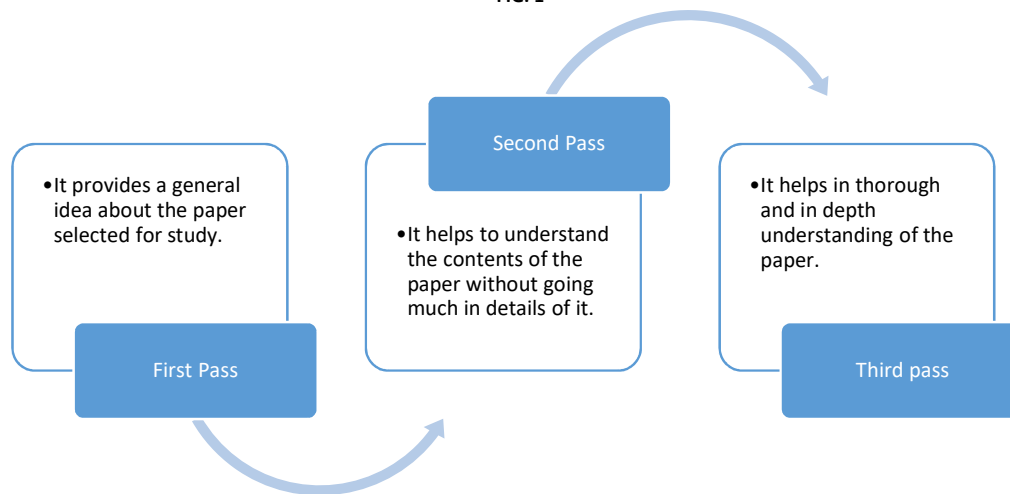 •It provides a general
idea about the paper
selected for study.
First Pass
Second Pass
•It helps to understand
the contents of the
paper without going
much in details of it.
•It helps in thorough
and in depth
understanding of the
paper.
Third pass